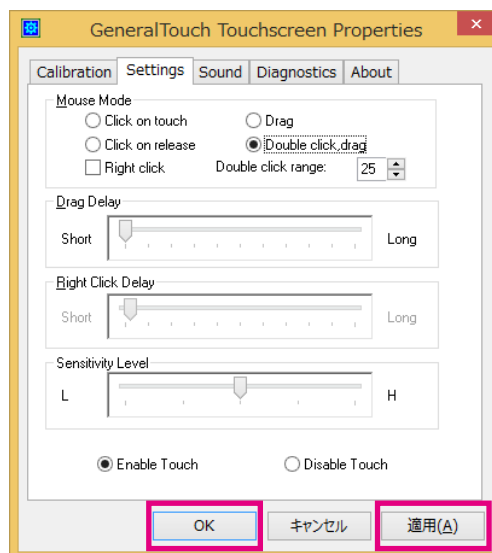 GeneralTouch Touchscreen Properties
Calibration Settings Sound Diagnostics About
Mouse Mode
Click on touch Drag
Click on release Double click,drag
Right click Double click range: 25
Drag Delay
Short Long
Right Click Delay
Short Long
Sensitivity Level
L H
Enable Touch Disable Touch
OK キャンセル 適用(A)